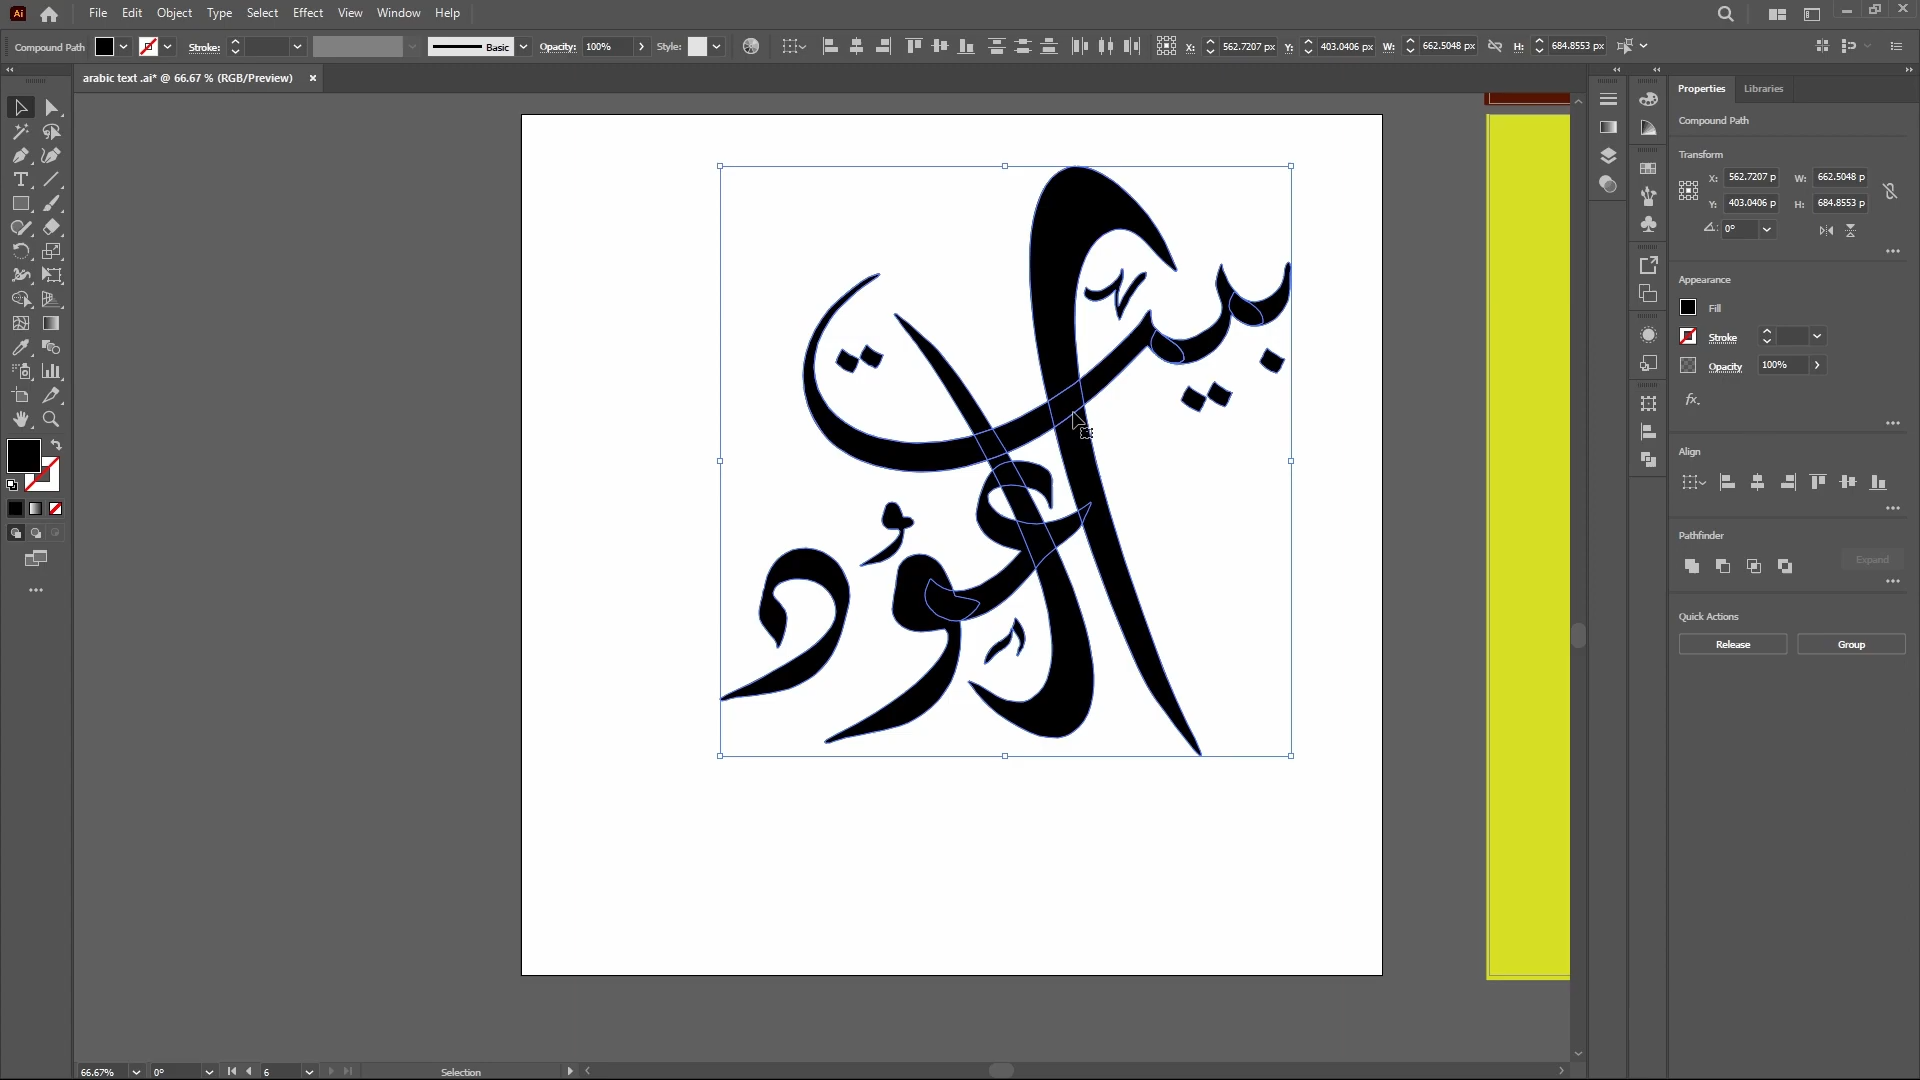 Ai File Edit Object Type Select Effect View Window Help
Compound Path Stroke: Basic Opacity: 100% Style: X: 562.7207 px Y: 403.0406 px W: 662.5048 px H: 684.8553 px
arabic text .ai* @ 66.67 % (RGB/Preview) ×
بيت
العود
Properties Libraries
Compound Path
Transform
X: 562.7207 p W: 662.5048 p
Y: 403.0406 p H: 684.8553 p
0°
Appearance
Fill
Stroke
Opacity 100%
fx.
Align
Pathfinder
Expand
Quick Actions
Release Group
66.67% 0° 6 Selection